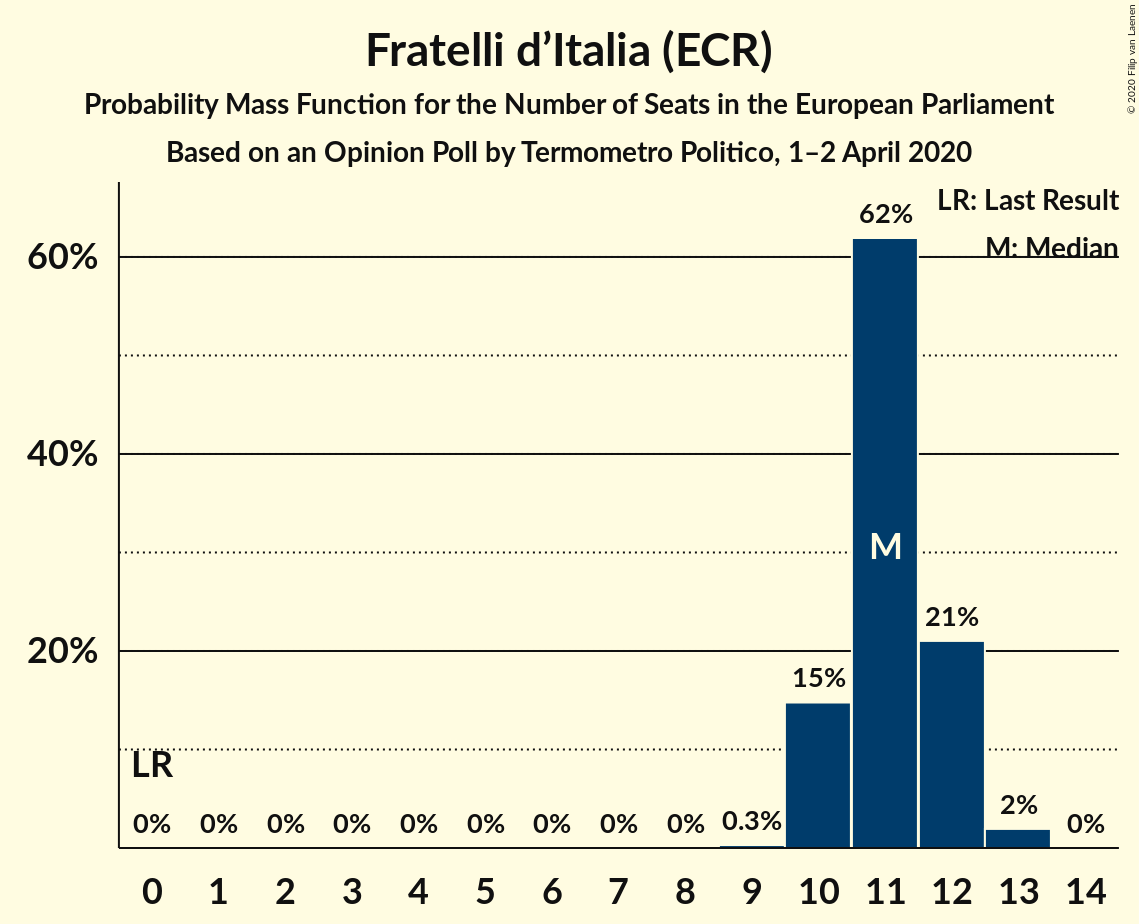 Fratelli d’Italia (ECR)
Probability Mass Function for the Number of Seats in the European Parliament
Based on an Opinion Poll by Termometro Politico, 1–2 April 2020
© 2020 Filip van Laenen
LR: Last Result
M: Median
62%
60%
40%
M
21%
20%
15%
LR
0% 0% 0% 0% 0% 0% 0% 0% 0% 0.3% 2% 0%
0 1 2 3 4 5 6 7 8 9 10 11 12 13 14